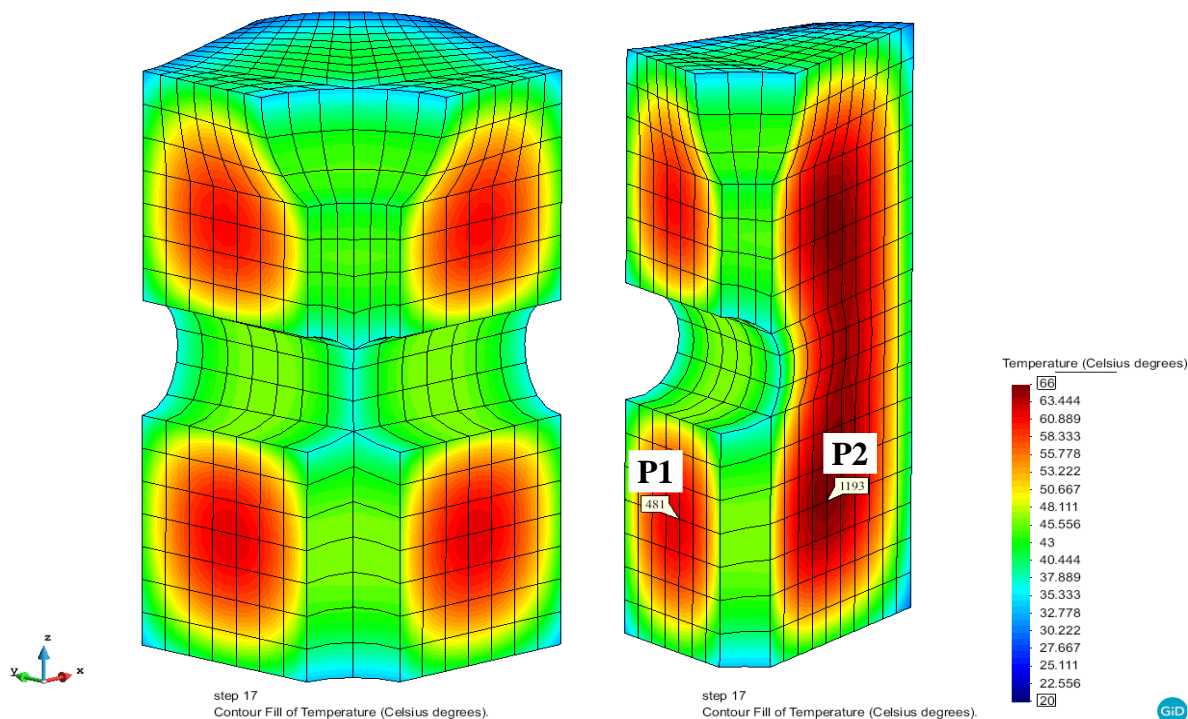 P1
481
P2
1193
Temperature (Celsius degrees)
66
63.444
60.889
58.333
55.778
53.222
50.667
48.111
45.556
43
40.444
37.889
35.333
32.778
30.222
27.667
25.111
22.556
20
z
y
x
step 17
Contour Fill of Temperature (Celsius degrees).
step 17
Contour Fill of Temperature (Celsius degrees).
GiD